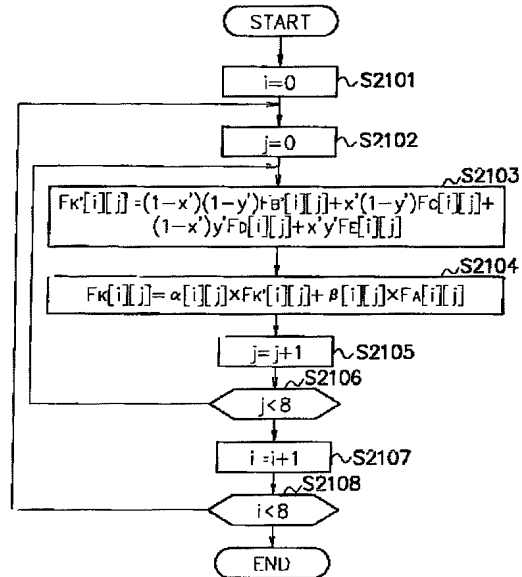 START
i=0
S2101
j=0
S2102
S2103
FK'[i][j]=(1-x')(1-y')FB'[i][j]+x'(1-y')FC[i][j]+
(1-x')y'FD[i][j]+x'y'FE[i][j]
S2104
FK[i][j]=α[i][j]×FK'[i][j]+β[i][j]×FA[i][j]
j=j+1
S2105
S2106
j<8
i=i+1
S2107
S2108
i<8
END